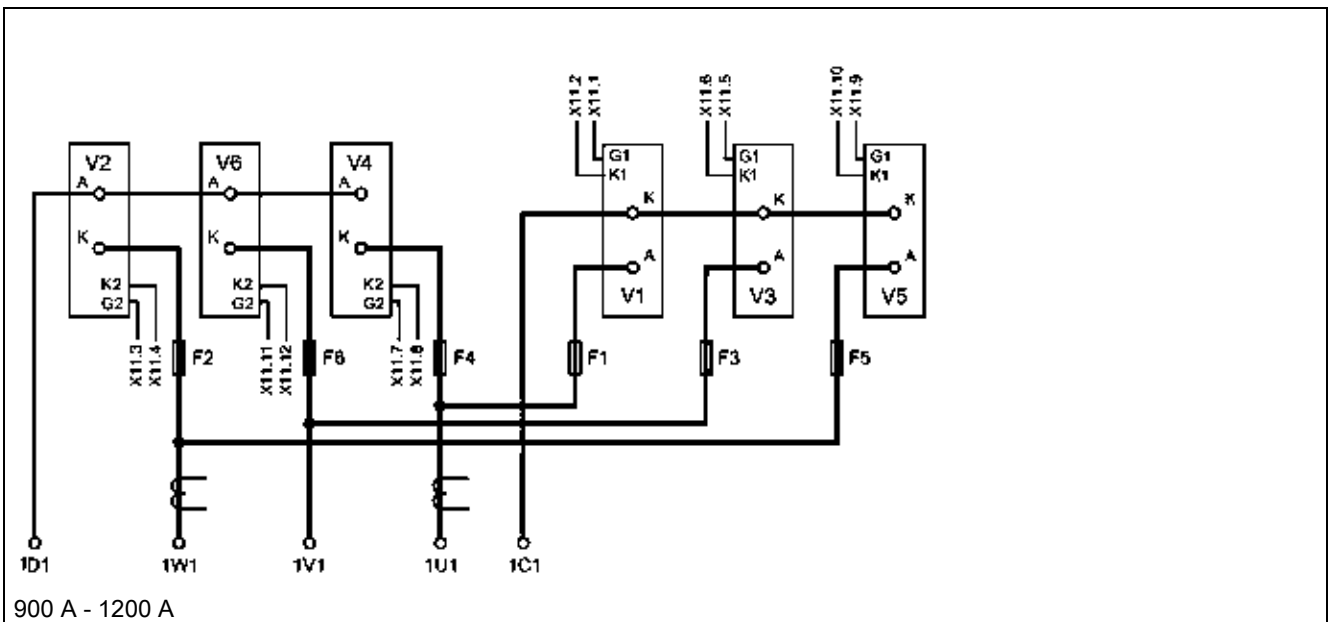 X11.2 X11.1 X11.6 X11.5 X11.10 X11.9
V2 V6 V4 G1 G1 G1
K1 K1 K1
A A A K K K
K K K A A A
K2 K2 K2 V1 V3 V5
G2 G2 G2
X11.3 X11.4 F2 X11.11 X11.12 F6 X11.7 X11.8 F4 F1 F3 F5
1D1 1W1 1V1 1U1 1C1
900 A - 1200 A